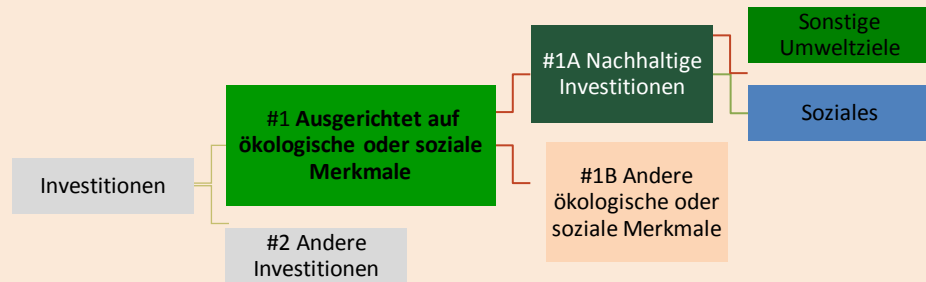 Investitionen
#1 Ausgerichtet auf
ökologische oder soziale
Merkmale
#2 Andere
Investitionen
#1A Nachhaltige
Investitionen
#1B Andere
ökologische oder
soziale Merkmale
Sonstige
Umweltziele
Soziales